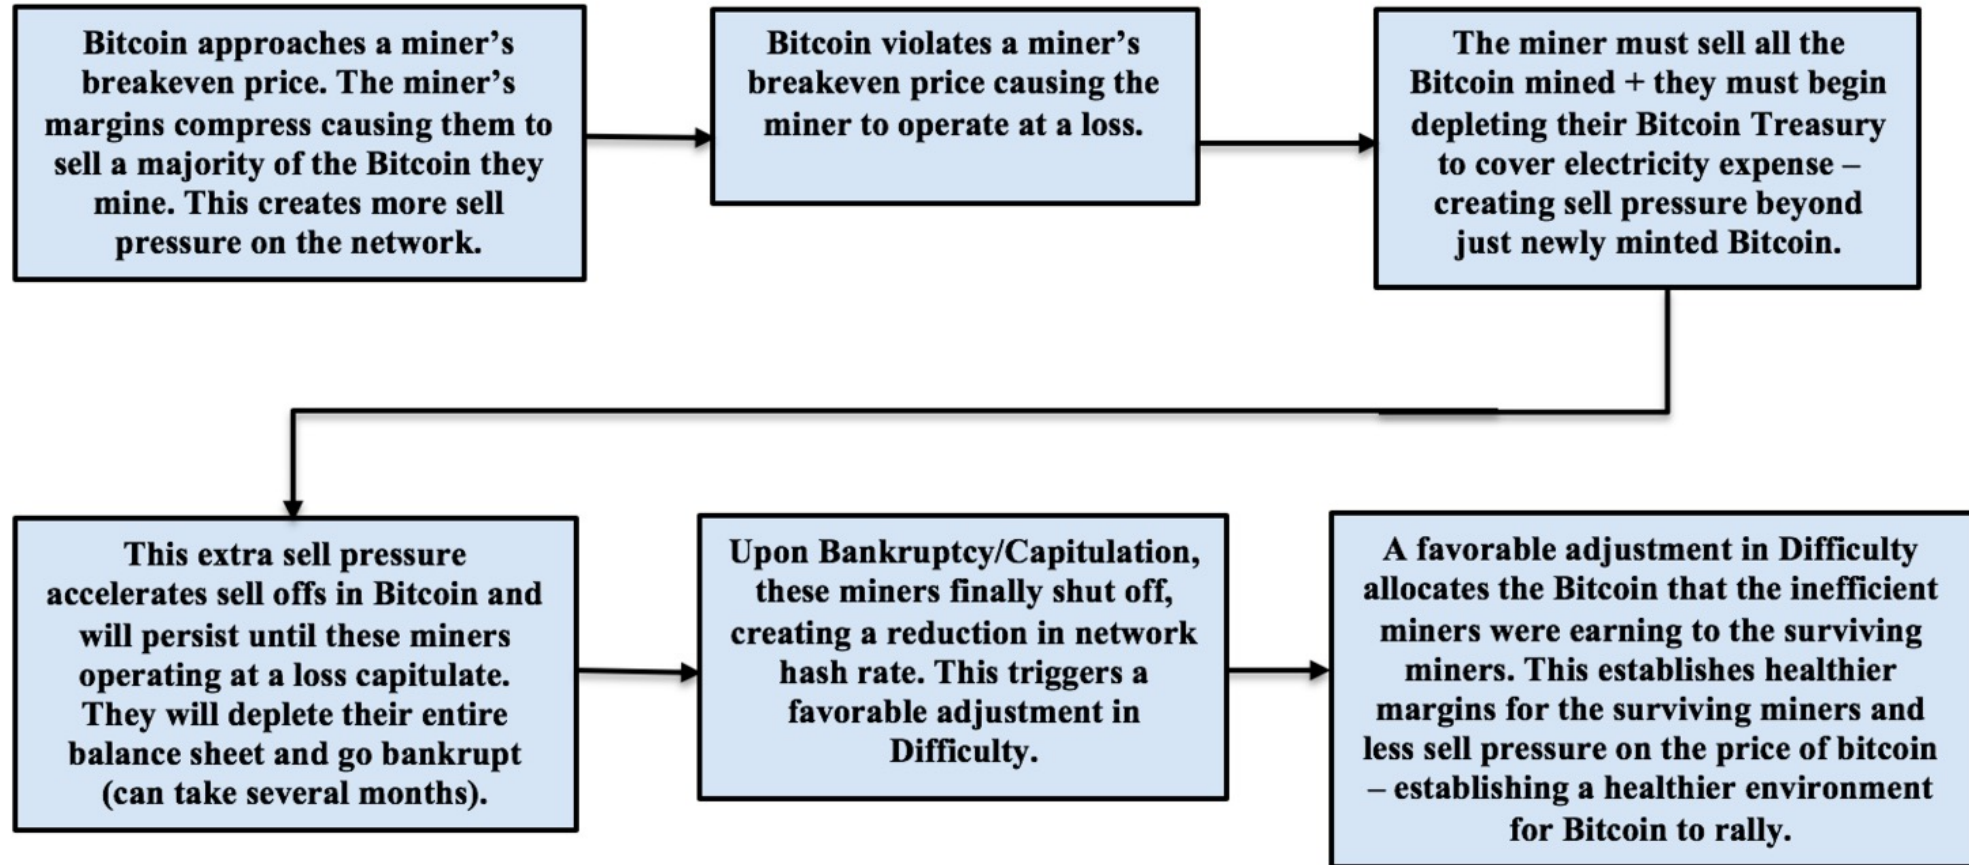 Bitcoin approaches a miner’s
breakeven price. The miner’s
margins compress causing them to
sell a majority of the Bitcoin they
mine. This creates more sell
pressure on the network.
Bitcoin violates a miner’s
breakeven price causing the
miner to operate at a loss.
The miner must sell all the
Bitcoin mined + they must begin
depleting their Bitcoin Treasury
to cover electricity expense –
creating sell pressure beyond
just newly minted Bitcoin.
This extra sell pressure
accelerates sell offs in Bitcoin and
will persist until these miners
operating at a loss capitulate.
They will deplete their entire
balance sheet and go bankrupt
(can take several months).
Upon Bankruptcy/Capitulation,
these miners finally shut off,
creating a reduction in network
hash rate. This triggers a
favorable adjustment in
Difficulty.
A favorable adjustment in Difficulty
allocates the Bitcoin that the inefficient
miners were earning to the surviving
miners. This establishes healthier
margins for the surviving miners and
less sell pressure on the price of bitcoin
– establishing a healthier environment
for Bitcoin to rally.